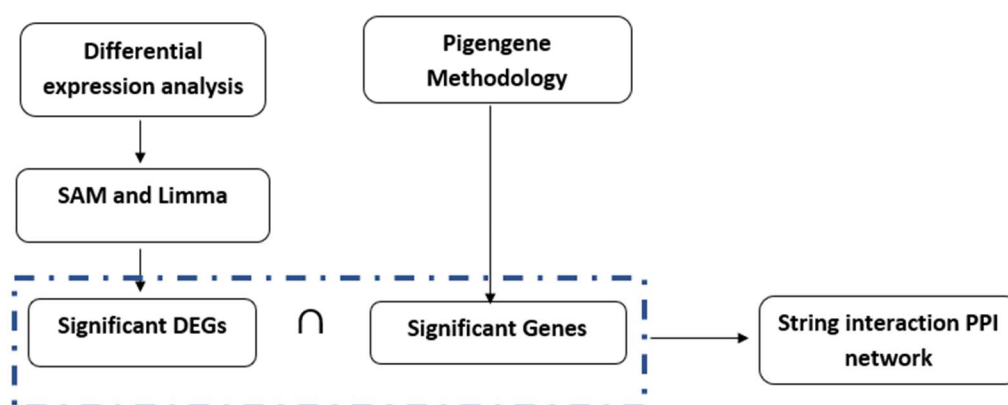 Differential
expression analysis
Pigengene
Methodology
SAM and Limma
Significant DEGs
∩
Significant Genes
String interaction PPI
network